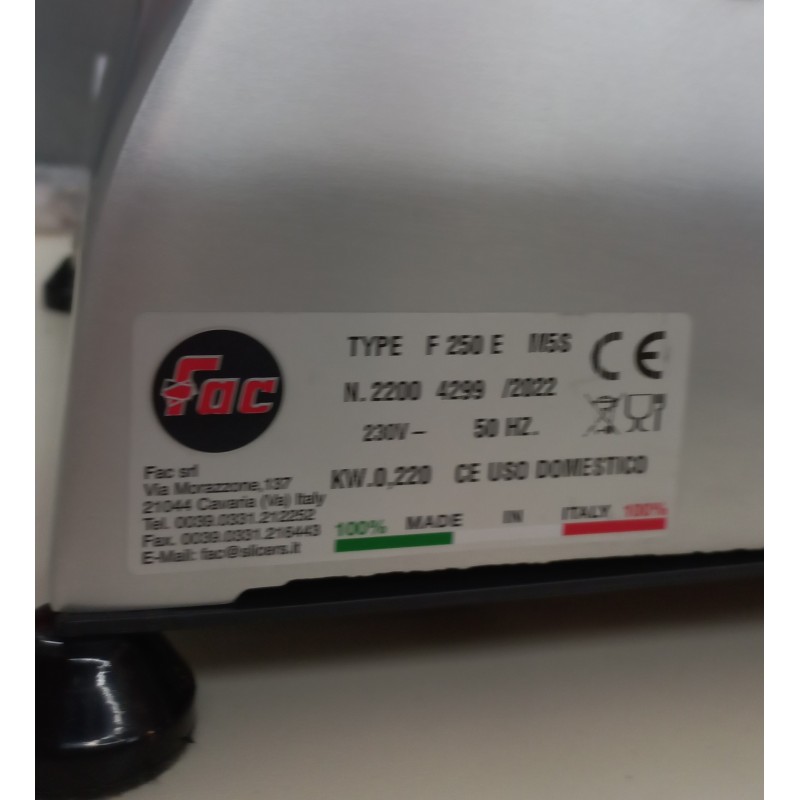 Fac
TYPE F 250 E M5S
N. 2200 4299 /2022
230V~ 50 HZ.
KW.0,220 CE USO DOMESTICO
CE
Fac srl
Via Morazzone,137
21044 Cavaria (Va) Italy
Tel. 0039.0331.212252
Fax. 0039.0331.216443
E-Mail: fac@slicers.it
100% MADE IN ITALY 100%